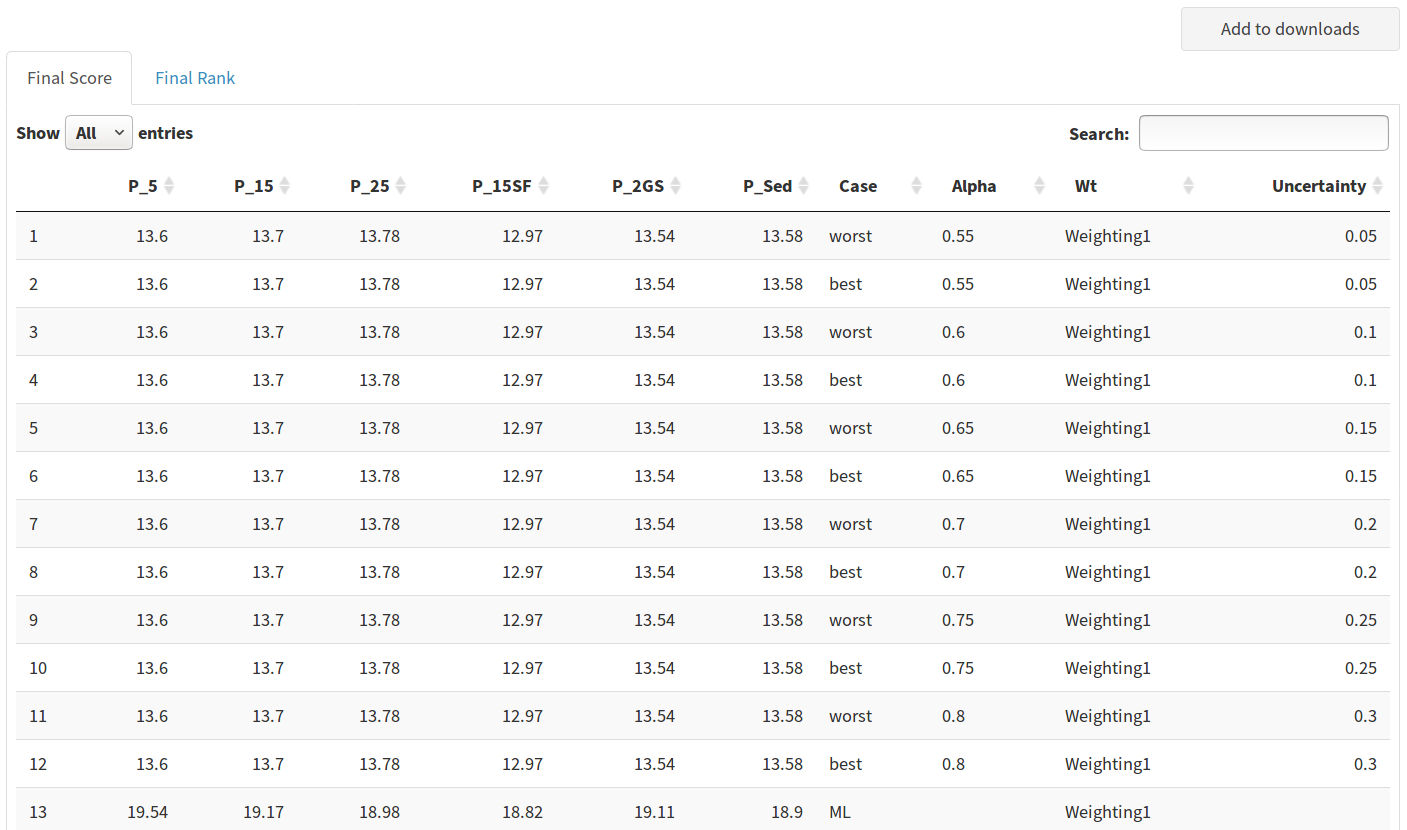 Add to downloads
Final Score Final Rank
Show All entries Search:
P_5 P_15 P_25 P_15SF P_2GS P_Sed Case Alpha Wt Uncertainty
1 13.6 13.7 13.78 12.97 13.54 13.58 worst 0.55 Weighting1 0.05
2 13.6 13.7 13.78 12.97 13.54 13.58 best 0.55 Weighting1 0.05
3 13.6 13.7 13.78 12.97 13.54 13.58 worst 0.6 Weighting1 0.1
4 13.6 13.7 13.78 12.97 13.54 13.58 best 0.6 Weighting1 0.1
5 13.6 13.7 13.78 12.97 13.54 13.58 worst 0.65 Weighting1 0.15
6 13.6 13.7 13.78 12.97 13.54 13.58 best 0.65 Weighting1 0.15
7 13.6 13.7 13.78 12.97 13.54 13.58 worst 0.7 Weighting1 0.2
8 13.6 13.7 13.78 12.97 13.54 13.58 best 0.7 Weighting1 0.2
9 13.6 13.7 13.78 12.97 13.54 13.58 worst 0.75 Weighting1 0.25
10 13.6 13.7 13.78 12.97 13.54 13.58 best 0.75 Weighting1 0.25
11 13.6 13.7 13.78 12.97 13.54 13.58 worst 0.8 Weighting1 0.3
12 13.6 13.7 13.78 12.97 13.54 13.58 best 0.8 Weighting1 0.3
13 19.54 19.17 18.98 18.82 19.11 18.9 ML Weighting1